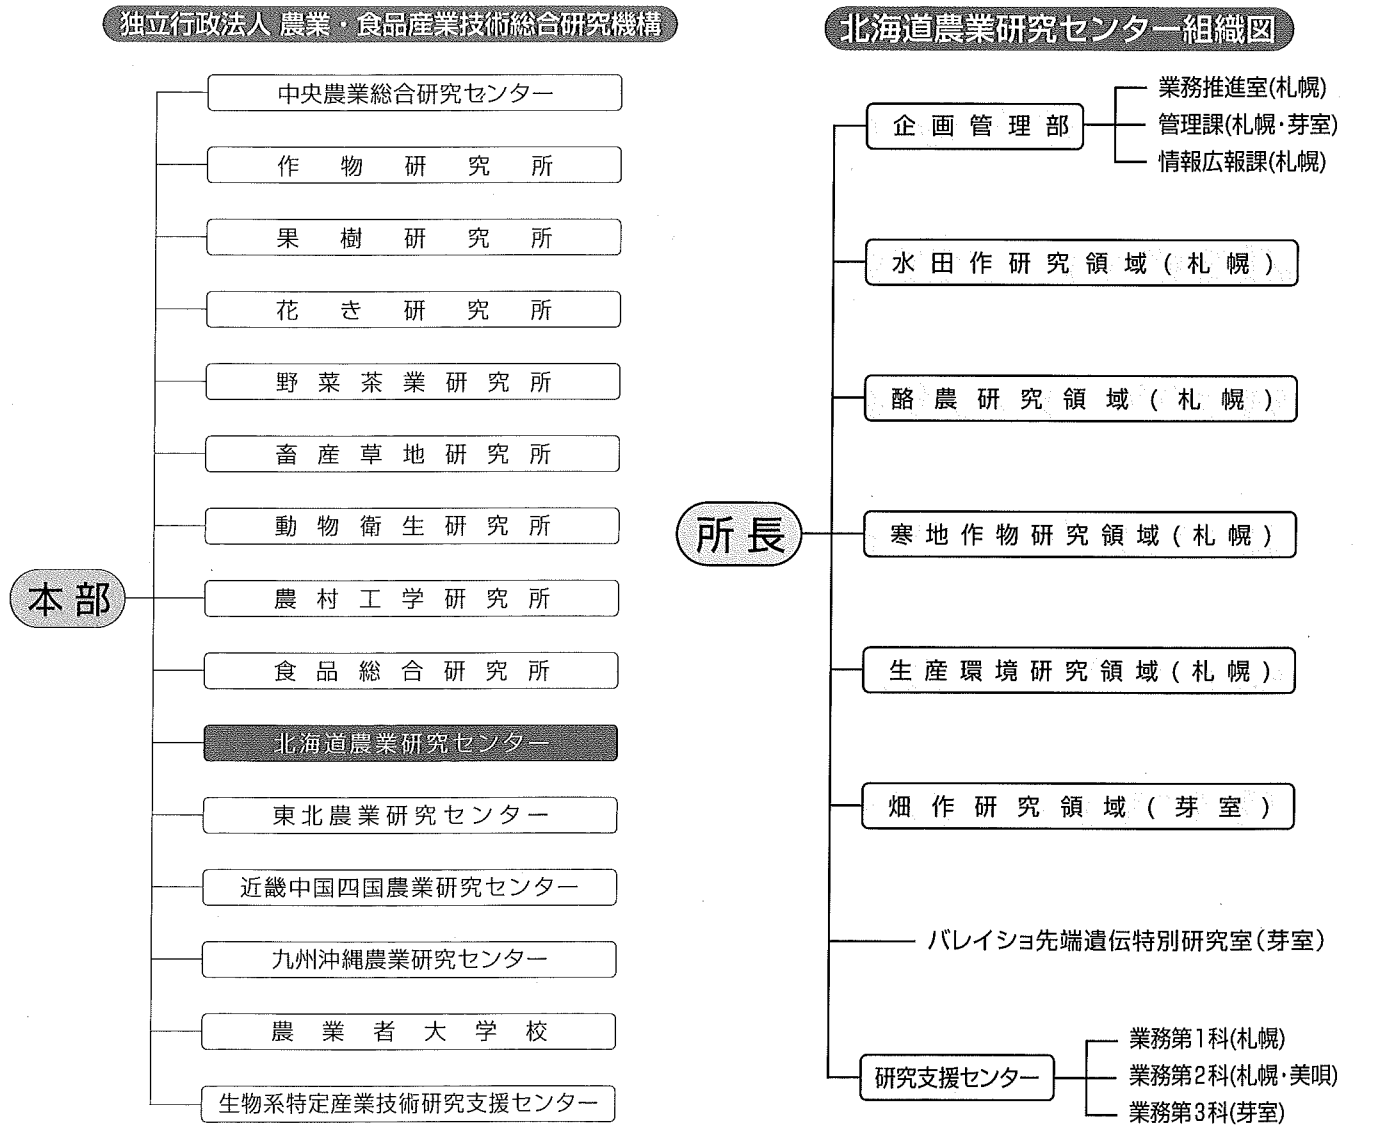 独立行政法人 農業・食品産業技術総合研究機構
本部
中央農業総合研究センター
作物研究所
果樹研究所
花き研究所
野菜茶業研究所
畜産草地研究所
動物衛生研究所
農村工学研究所
食品総合研究所
北海道農業研究センター
東北農業研究センター
近畿中国四国農業研究センター
九州沖縄農業研究センター
農業者大学校
生物系特定産業技術研究支援センター
北海道農業研究センター組織図
所長
企画管理部
業務推進室(札幌)
管理課(札幌・芽室)
情報広報課(札幌)
水田作研究領域(札幌)
酪農研究領域(札幌)
寒地作物研究領域(札幌)
生産環境研究領域(札幌)
畑作研究領域(芽室)
バレイショ先端遺伝特別研究室(芽室)
研究支援センター
業務第1科(札幌)
業務第2科(札幌・美唄)
業務第3科(芽室)